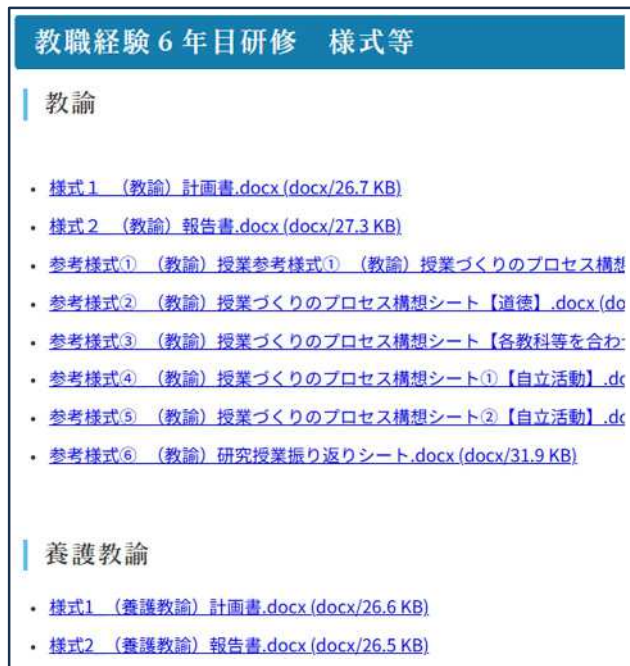 教職経験６年目研修　様式等
教諭
・ 様式１　（教諭）計画書.docx (docx/26.7 KB)
・ 様式２　（教諭）報告書.docx (docx/27.3 KB)
・ 参考様式①　（教諭）授業参考様式①　（教諭）授業づくりのプロセス構想
・ 参考様式②　（教諭）授業づくりのプロセス構想シート【道徳】.docx (do
・ 参考様式③　（教諭）授業づくりのプロセス構想シート【各教科等を合わ
・ 参考様式④　（教諭）授業づくりのプロセス構想シート①【自立活動】.do
・ 参考様式⑤　（教諭）授業づくりのプロセス構想シート②【自立活動】.do
・ 参考様式⑥　（教諭）研究授業振り返りシート.docx (docx/31.9 KB)
養護教諭
・ 様式1　（養護教諭）計画書.docx (docx/26.6 KB)
・ 様式2　（養護教諭）報告書.docx (docx/26.5 KB)